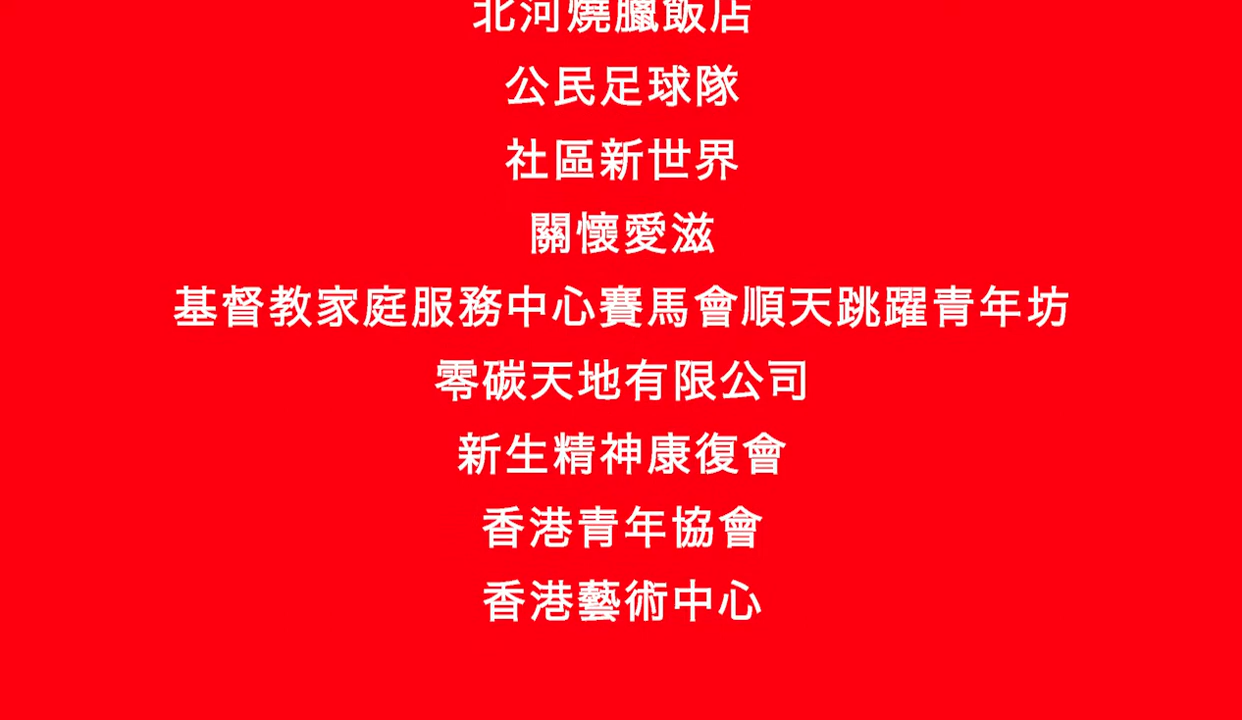 北河燒臘飯店
公民足球隊
社區新世界
關懷愛滋
基督教家庭服務中心賽馬會順天跳躍青年坊
零碳天地有限公司
新生精神康復會
香港青年協會
香港藝術中心